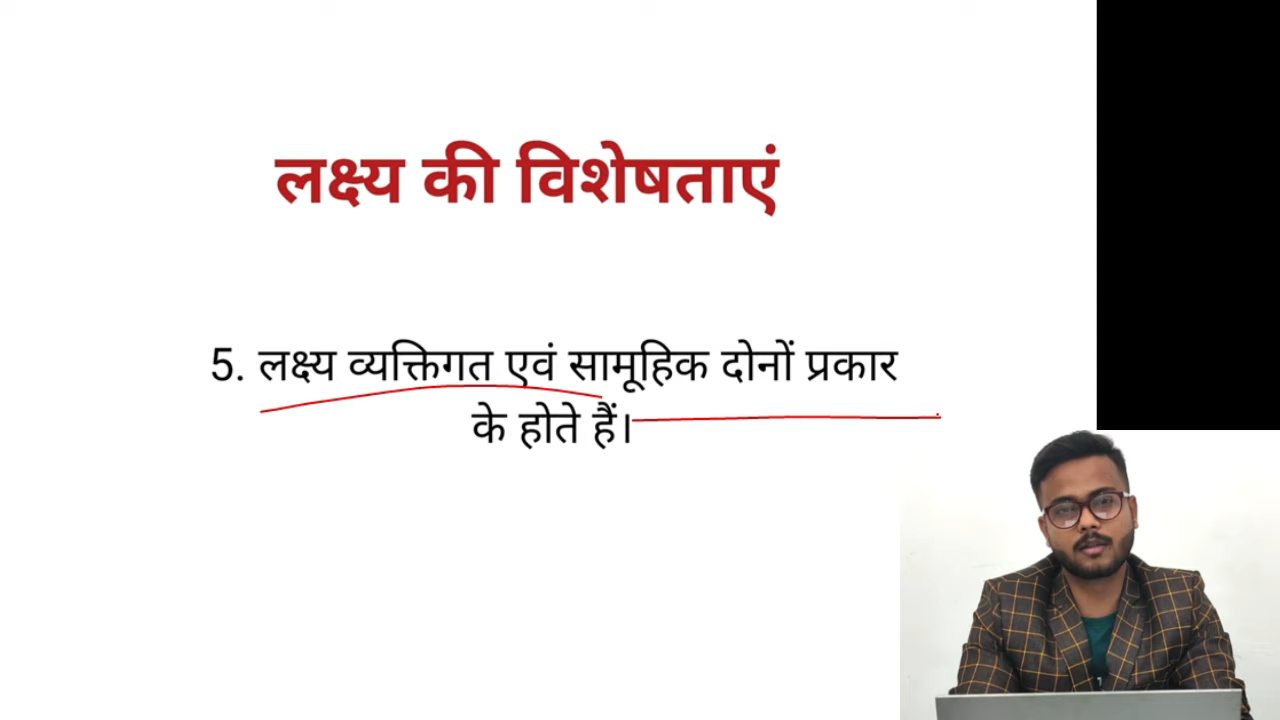 लक्ष्य की विशेषताएं
5. लक्ष्य व्यक्तिगत एवं सामूहिक दोनों प्रकार
के होते हैं।